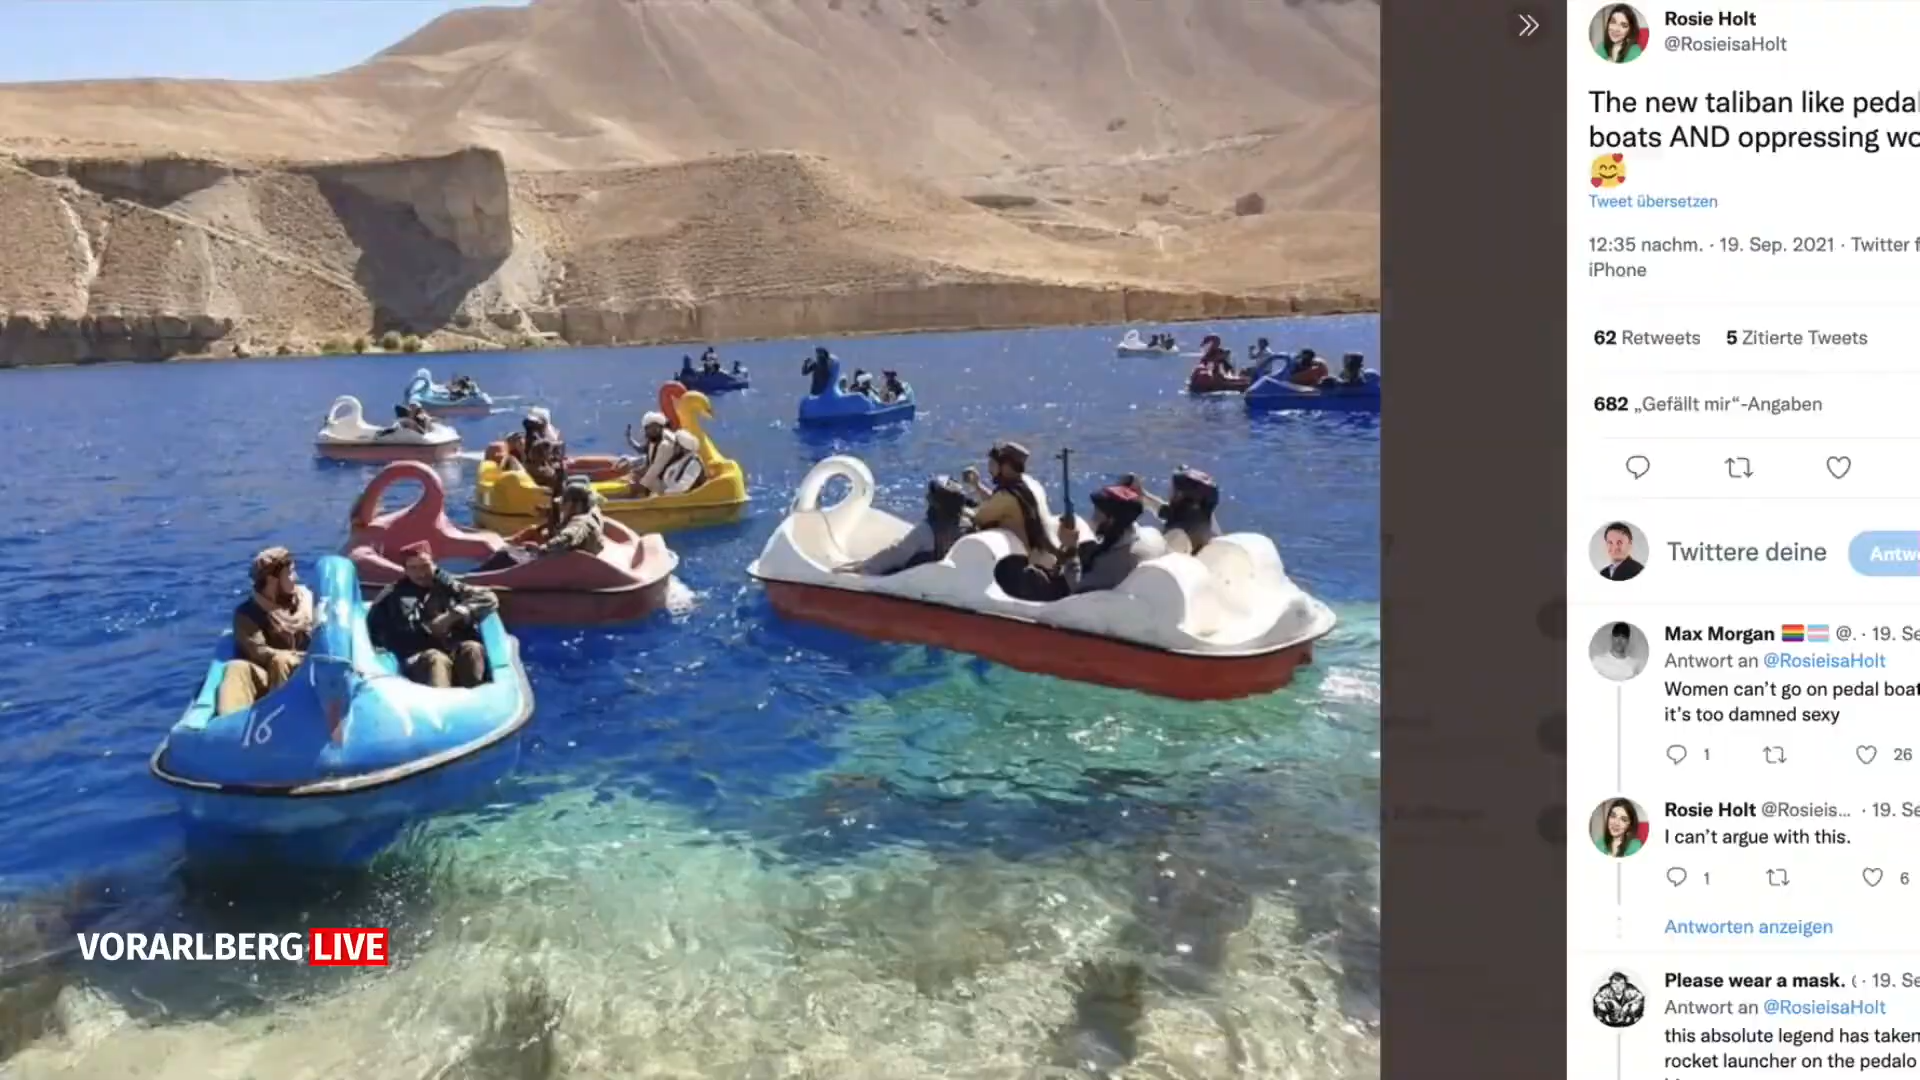 Rosie Holt
@RosieisaHolt
The new taliban like pedal
boats AND oppressing wo
Tweet übersetzen
12:35 nachm. · 19. Sep. 2021 · Twitter f
iPhone
62 Retweets 5 Zitierte Tweets
682 „Gefällt mir“-Angaben
Twittere deine Antw
Max Morgan @. · 19. Se
Antwort an @RosieisaHolt
Women can’t go on pedal boat
it’s too damned sexy
1 26
Rosie Holt @Rosieis... · 19. Se
I can’t argue with this.
1 6
Antworten anzeigen
Please wear a mask. · 19. Se
Antwort an @RosieisaHolt
this absolute legend has taken
rocket launcher on the pedalo
16
VORARLBERG LIVE